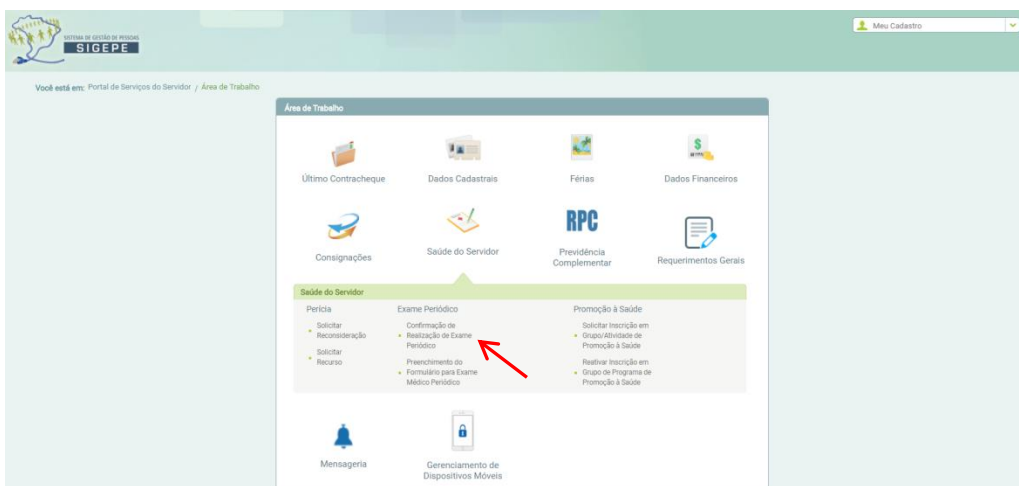 SISTEMA DE GESTÃO DE PESSOAS
SIGEPE
Meu Cadastro
Você está em: Portal de Serviços do Servidor / Área de Trabalho
Área de Trabalho
Último Contracheque
Dados Cadastrais
Férias
Dados Financeiros
Consignações
Saúde do Servidor
RPC
Previdência
Complementar
Requerimentos Gerais
Saúde do Servidor
Perícia
Solicitar
Reconsideração
Solicitar
Recurso
Exame Periódico
Confirmação de
Realização de Exame
Periódico
Preenchimento do
Formulário para Exame
Médico Periódico
Promoção à Saúde
Solicitar Inscrição em
Grupo/Atividade de
Promoção à Saúde
Reativar Inscrição em
Grupo de Programa de
Promoção à Saúde
Mensageria
Gerenciamento de
Dispositivos Móveis